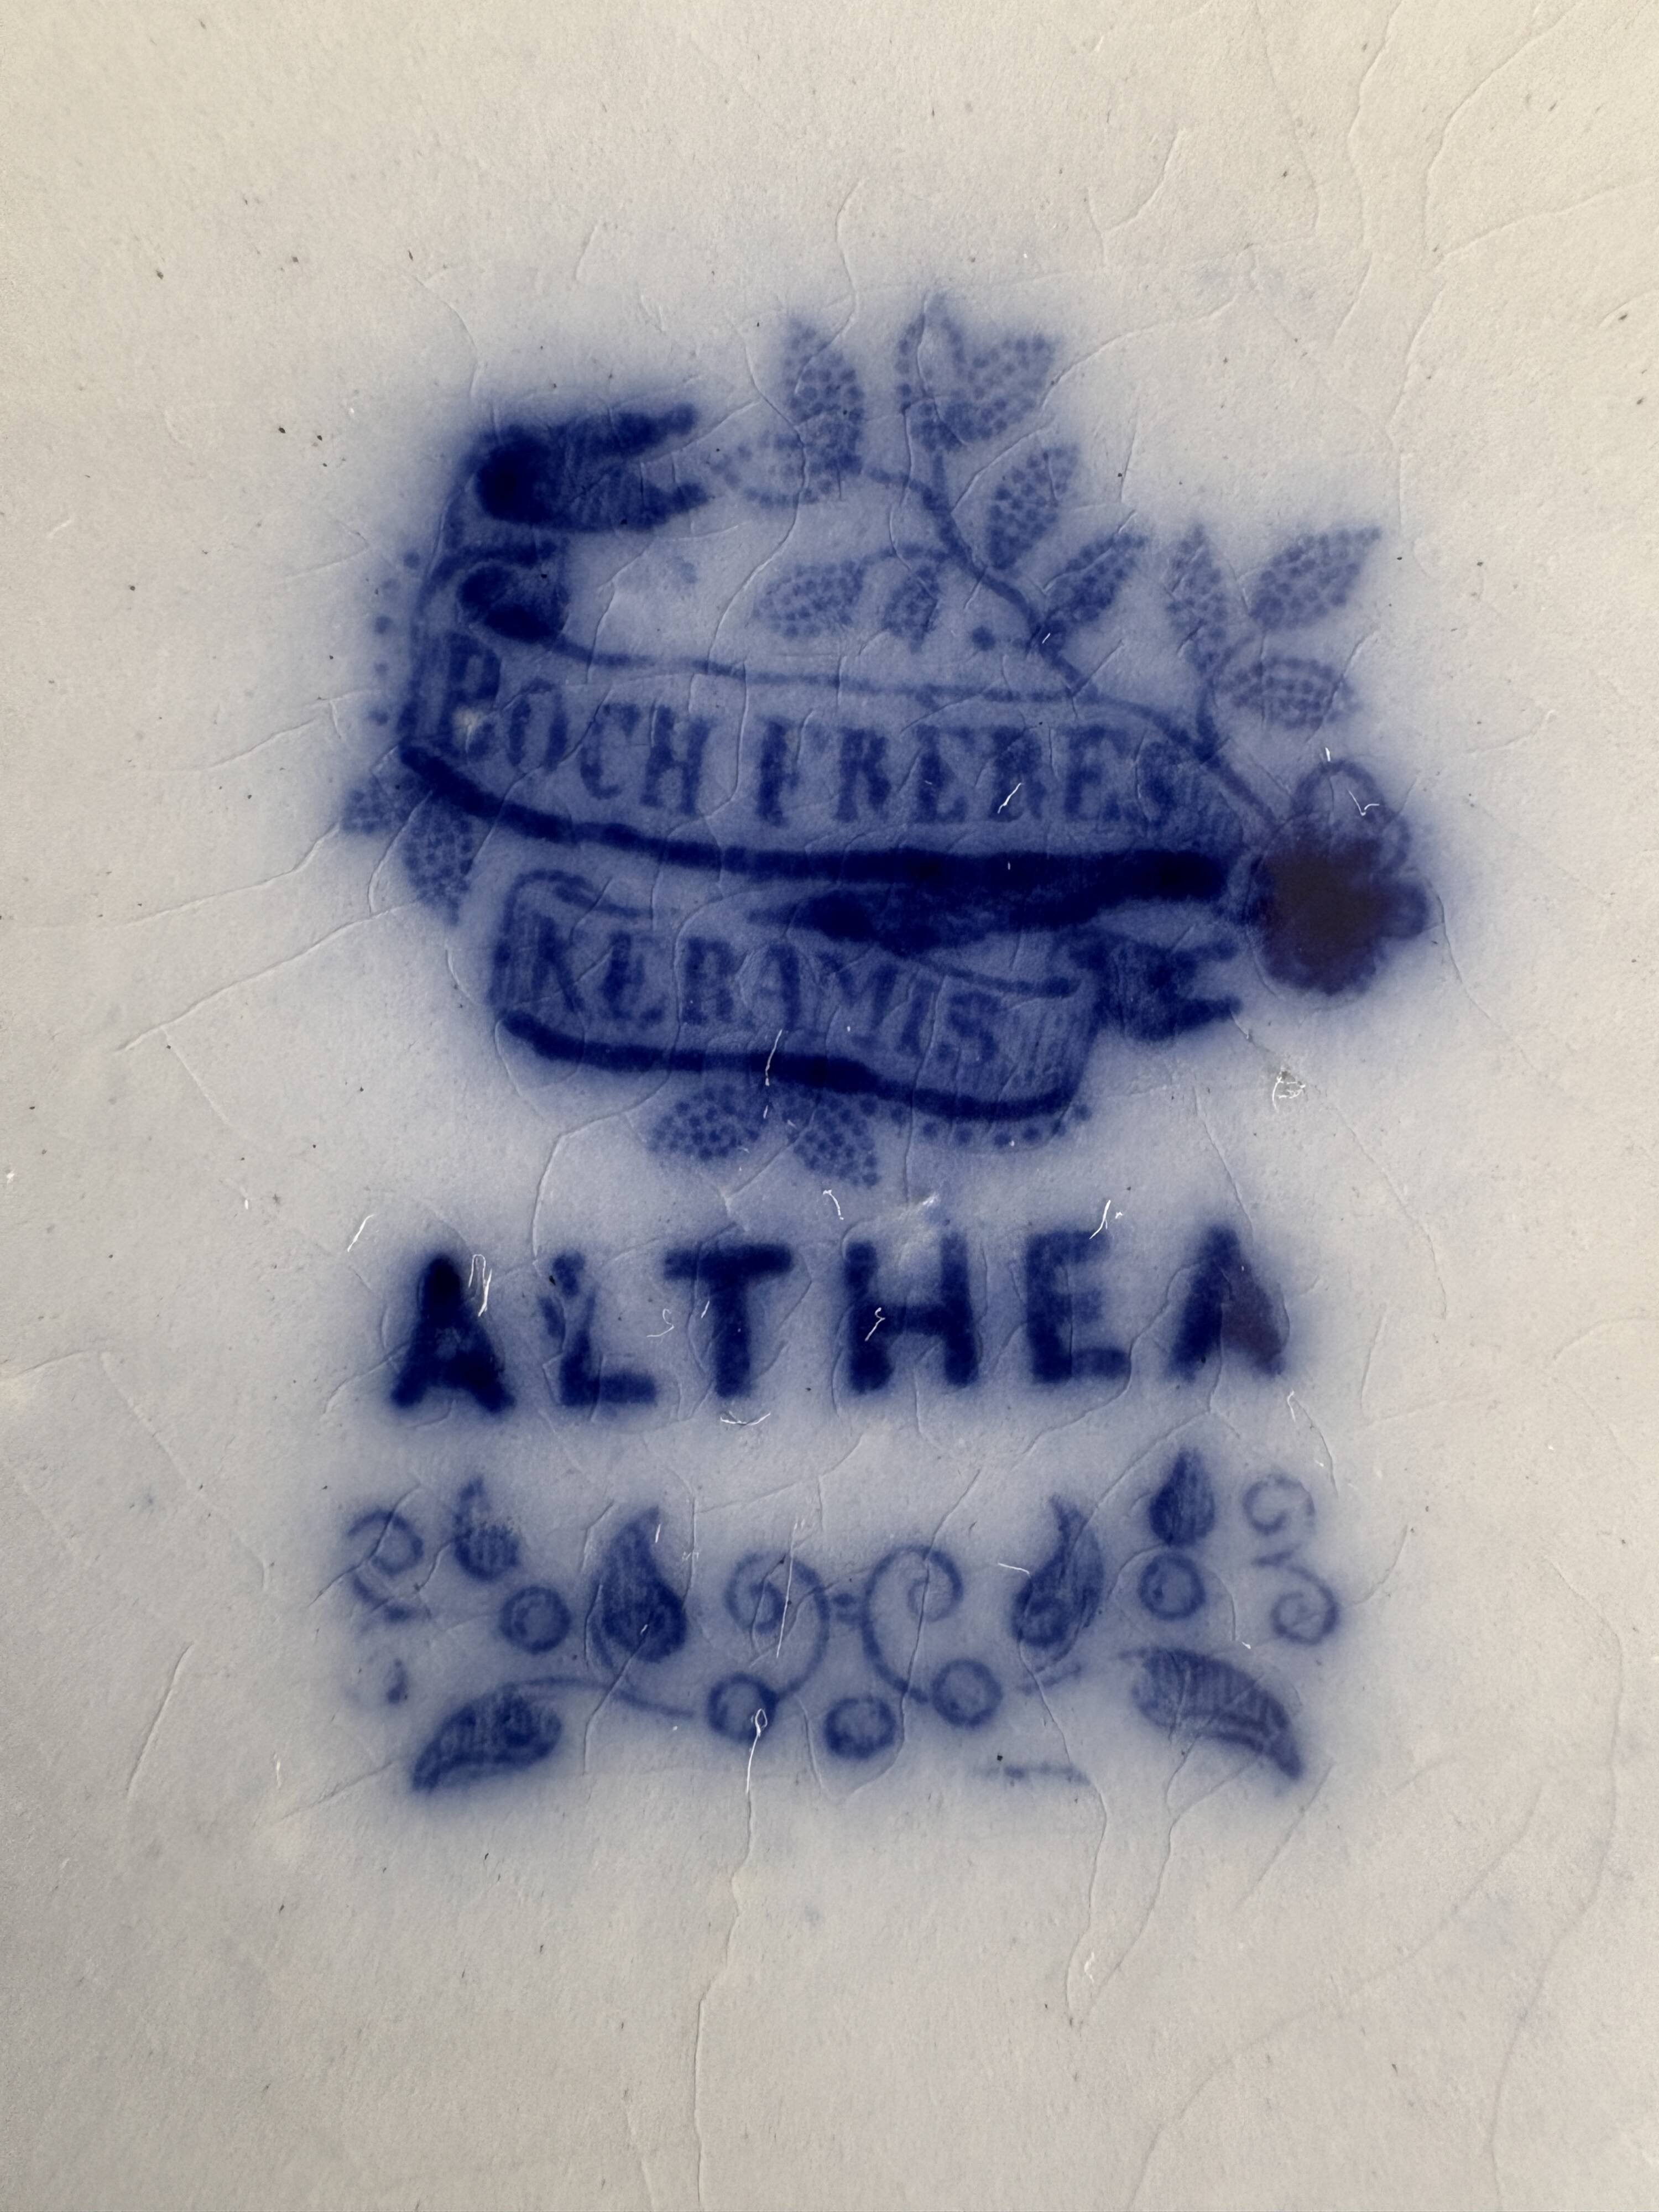 BOCH FRERES
KERAMIS
ALTHEA